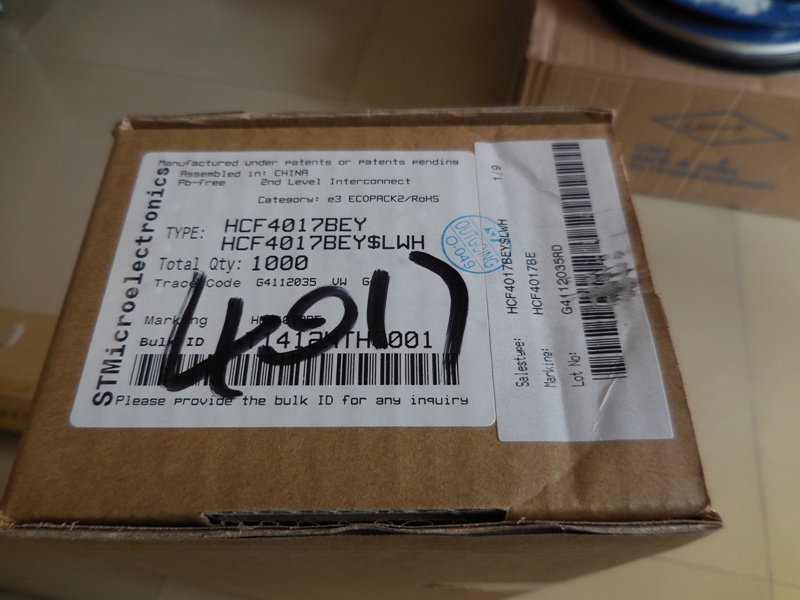 STMicroelectronics
Manufactured under patents or patents pending
Assembled in: CHINA
Pb-free 2nd Level Interconnect
Category: e3 ECOPACK2/RoHS
TYPE: HCF4017BEY
HCF4017BEY$LWH
Total Qty: 1000
Trace Code G4112035 VW
Marking
Bulk ID
Please provide the bulk ID for any inquiry
4017
OUTGOING
O-049
1/9
Salestype: HCF4017BEY$LWH
Marking: HCF4017BE
Lot No: G4112035RD